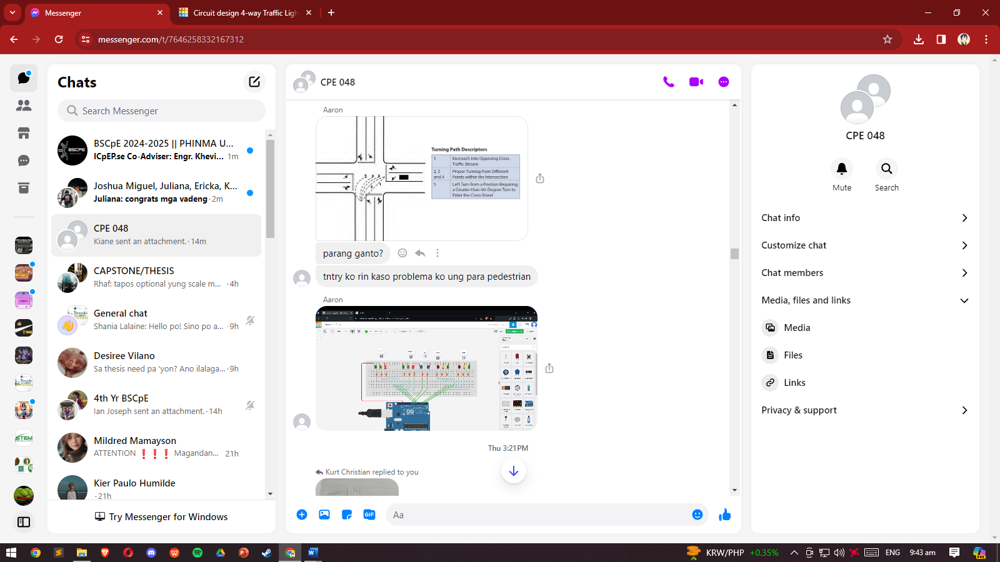 Messenger
Circuit design 4-way Traffic Ligh
messenger.com/t/7646258332167312
Chats
Search Messenger
BSCpE 2024-2025 || PHINMA U...
ICpEP.se Co-Adviser: Engr. Khevi... 1m
Joshua Miguel, Juliana, Ericka, K...
Juliana: congrats mga vadeng · 2m
CPE 048
Kiane sent an attachment. · 14m
CAPSTONE/THESIS
Rhaf: tapos optional yung scale m... · 4h
General chat
Shania Lalaine: Hello po! Sino po a... · 9h
Desiree Vilano
Sa thesis need pa 'yon? Ano ilalaga... · 9h
4th Yr BSCpE
Ian Joseph sent an attachment. · 14h
Mildred Mamayson
ATTENTION ❗❗❗ Magandan... 21h
Kier Paulo Humilde
· 21h
Try Messenger for Windows
CPE 048
Aaron
Turning Path Descriptors
1 Encroach Into Opposing Cross-
Traffic Stream
2, 3 and 4 Proper Turning from Different
Points within the Intersection
5 Left Turn from a Position Requiring
a Greater-than-90-Degree Turn to
Enter the Cross-Street
parang ganto?
tntry ko rin kaso problema ko ung para pedestrian
Aaron
Thu 3:21PM
Kurt Christian replied to you
GIF
Aa
CPE 048
Mute
Search
Chat info
Customize chat
Chat members
Media, files and links
Media
Files
Links
Privacy & support
KRW/PHP +0.35%
ENG
9:43 am